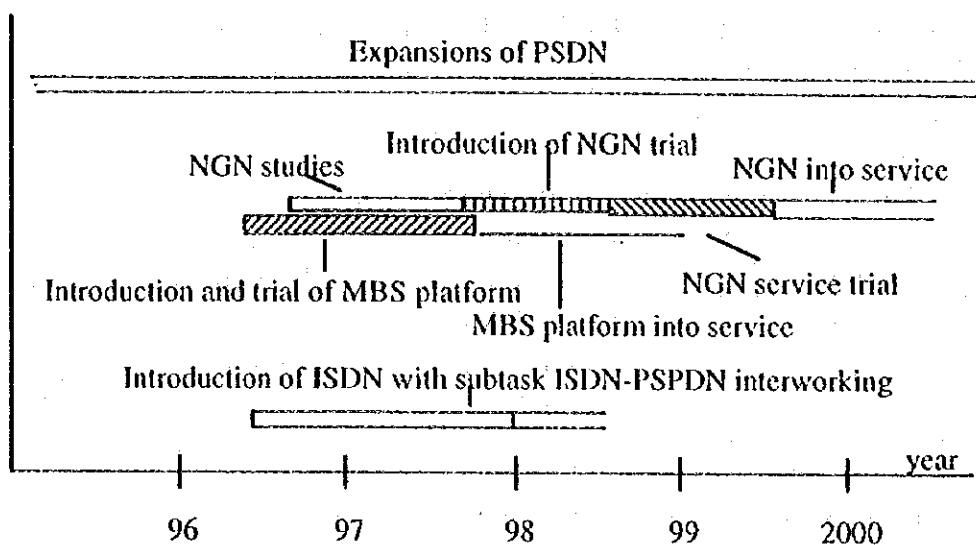 Expansions of PSDN
Introduction of NGN trial
NGN studies
NGN into service
Introduction and trial of MBS platform
NGN service trial
MBS platform into service
Introduction of ISDN with subtask ISDN-PSPDN interworking
year
96 97 98 99 2000